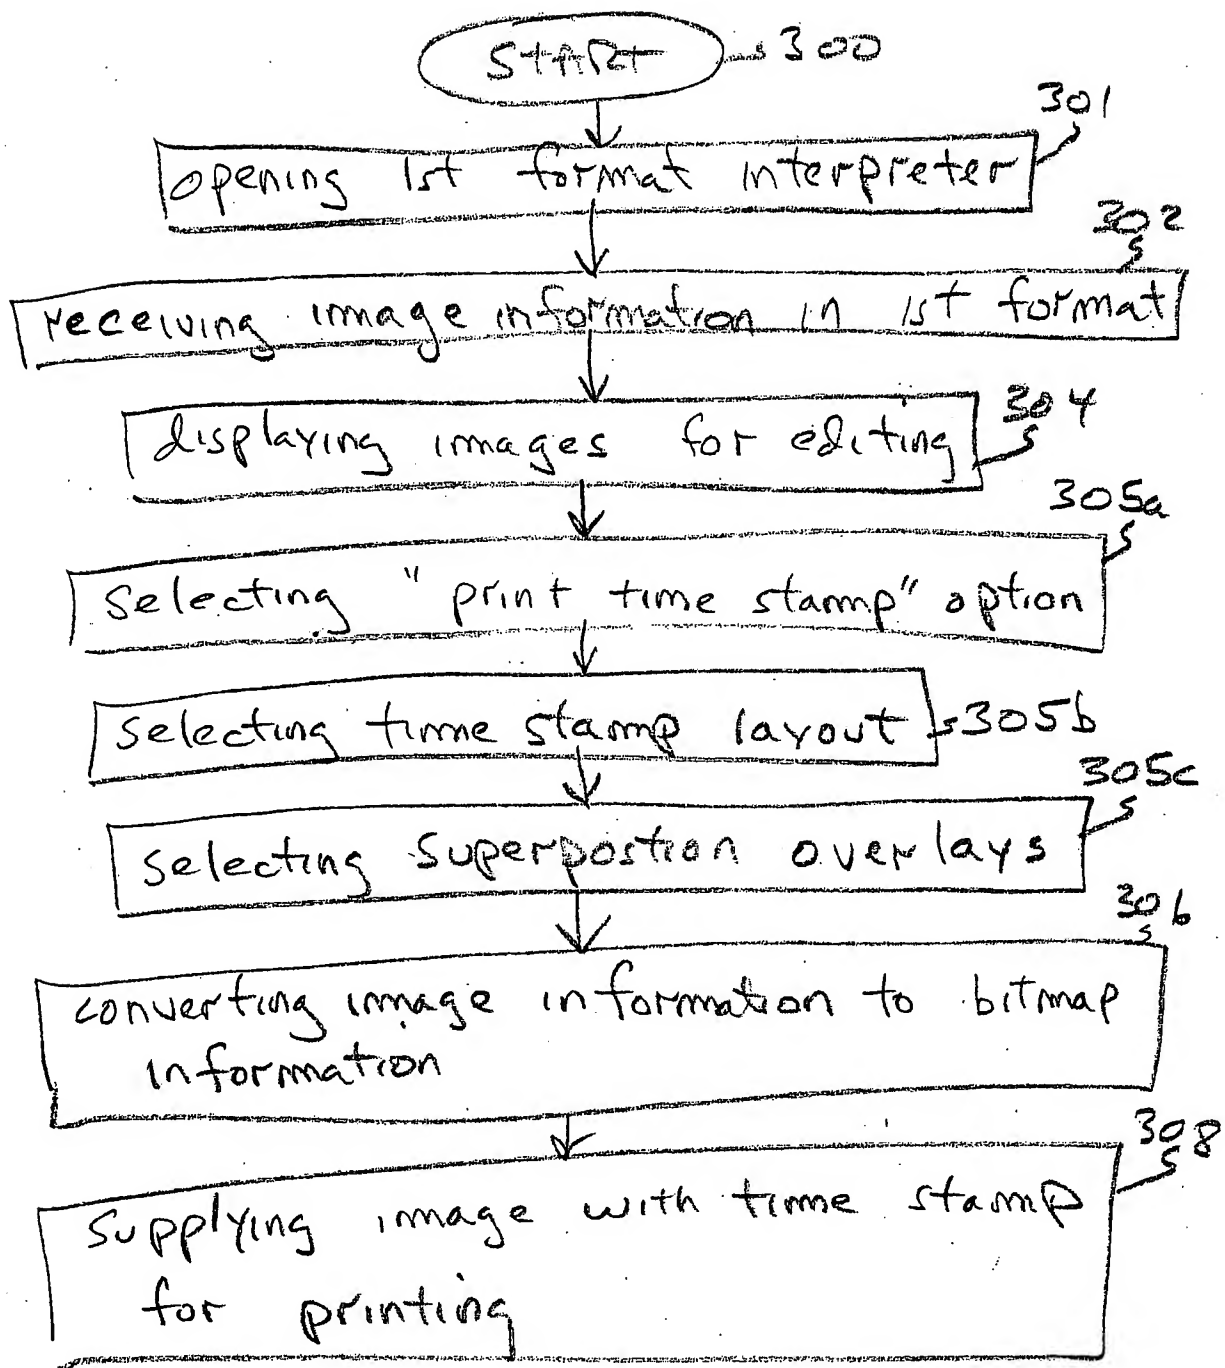 START 300
301
opening 1st format interpreter
302
receiving image information in 1st format
displaying images for editing 304
305a
selecting "print time stamp" option
selecting time stamp layout 305b
305c
selecting superpostion overlays
306
converting image information to bitmap
information
308
supplying image with time stamp
for printing